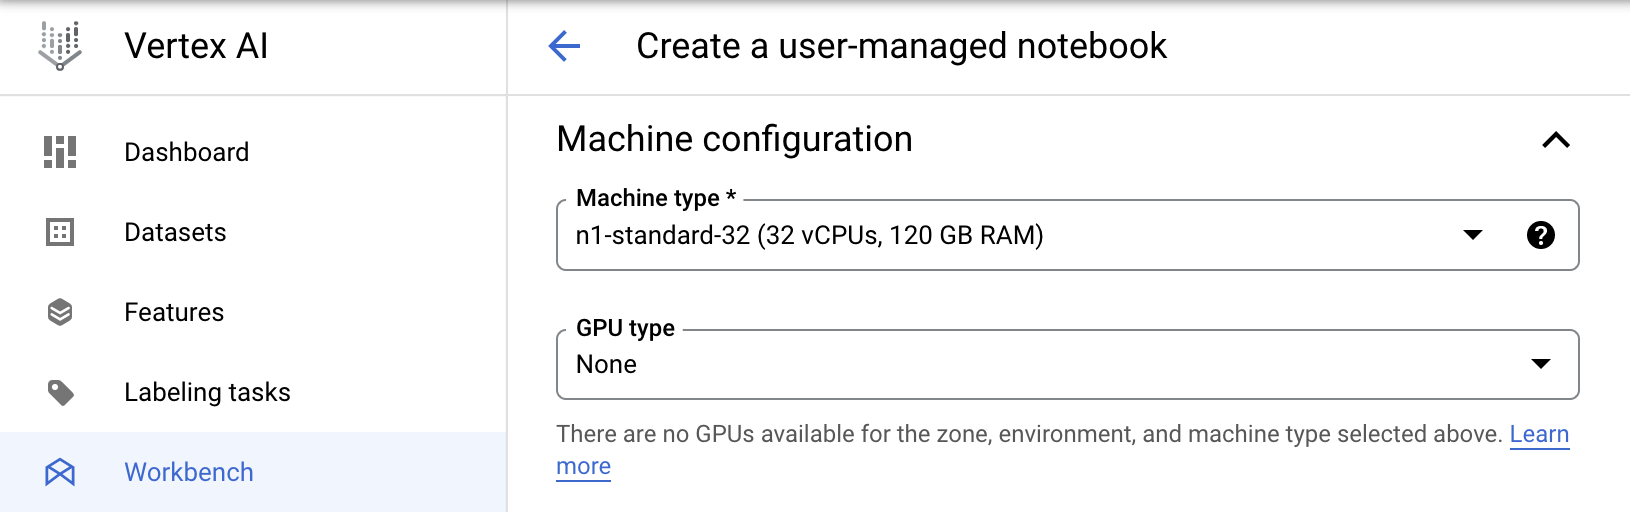 Vertex AI
Create a user-managed notebook
Dashboard
Datasets
Features
Labeling tasks
Workbench
Machine configuration
Machine type *
n1-standard-32 (32 vCPUs, 120 GB RAM)
?
GPU type
None
There are no GPUs available for the zone, environment, and machine type selected above. Learn
more